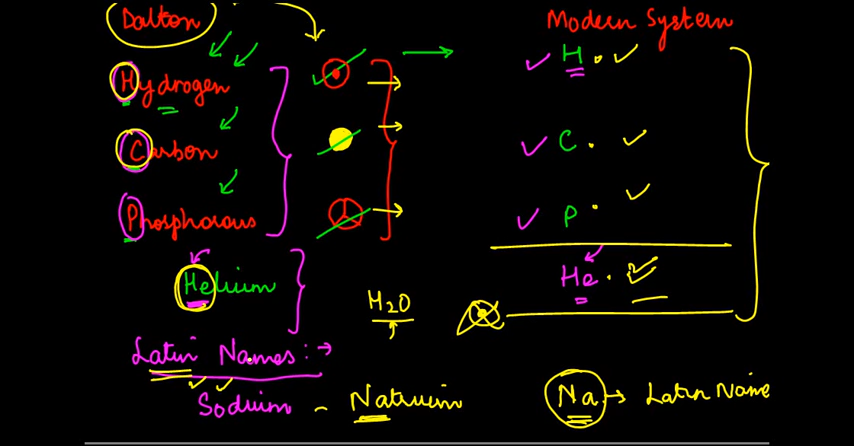 Dalton Modern System
Hydrogen H
Carbon C
Phosphorous P
Helium He
H2O
Latin Names :→
Sodium - Natrium Na → Latin Name